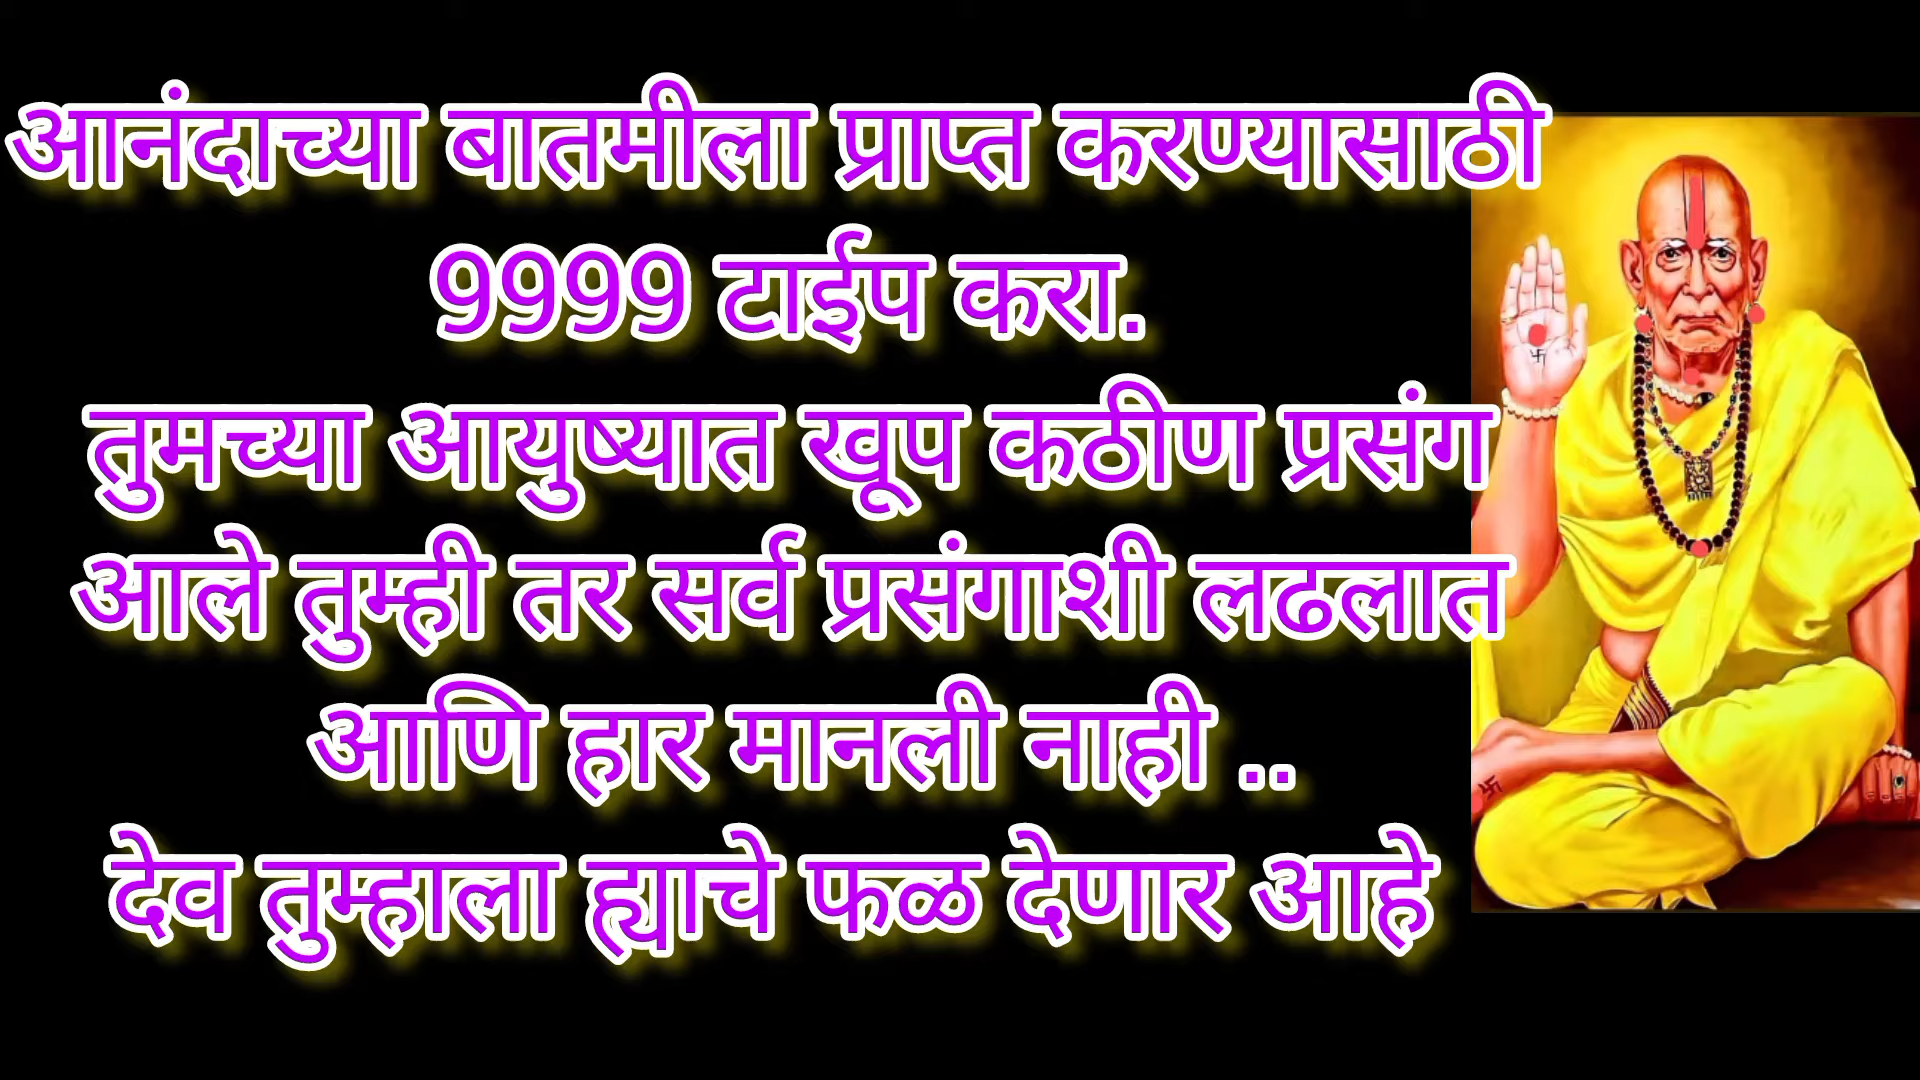 आनंदाच्या बातमीला प्राप्त करण्यासाठी
9999 टाईप करा.
तुमच्या आयुष्यात खूप कठीण प्रसंग
आले तुम्ही तर सर्व प्रसंगाशी लढलात
आणि हार मानली नाही ..
देव तुम्हाला ह्याचे फळ देणार आहे